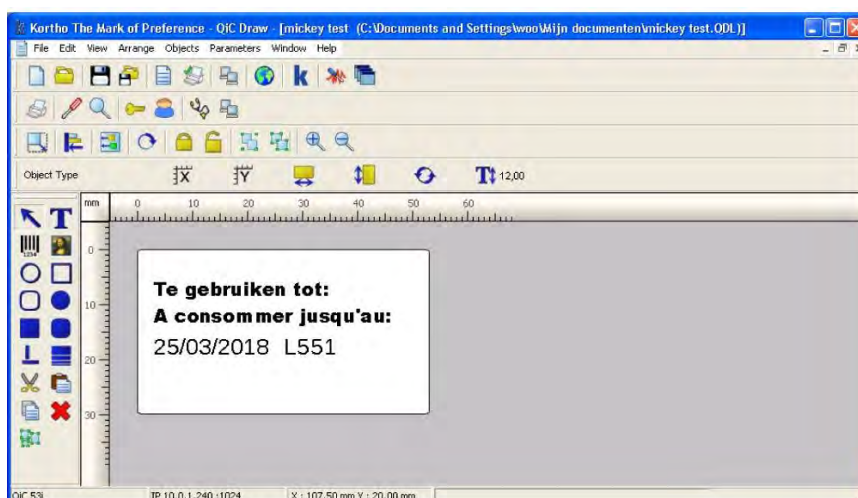 Kortho The Mark of Preference - QiC Draw - [mickey test (C:\Documents and Settings\woo\Mijn documenten\mickey test.QDL)]
File Edit View Arrange Objects Parameters Window Help
Object Type X Y T 12,00
mm 0 10 20 30 40 50 60
T
1234
0
10
20
30
Te gebruiken tot:
A consommer jusqu'au:
25/03/2018 L551
QiC 53i IP 10.0.1.240 :1024 X : 107.50 mm Y : 20.00 mm